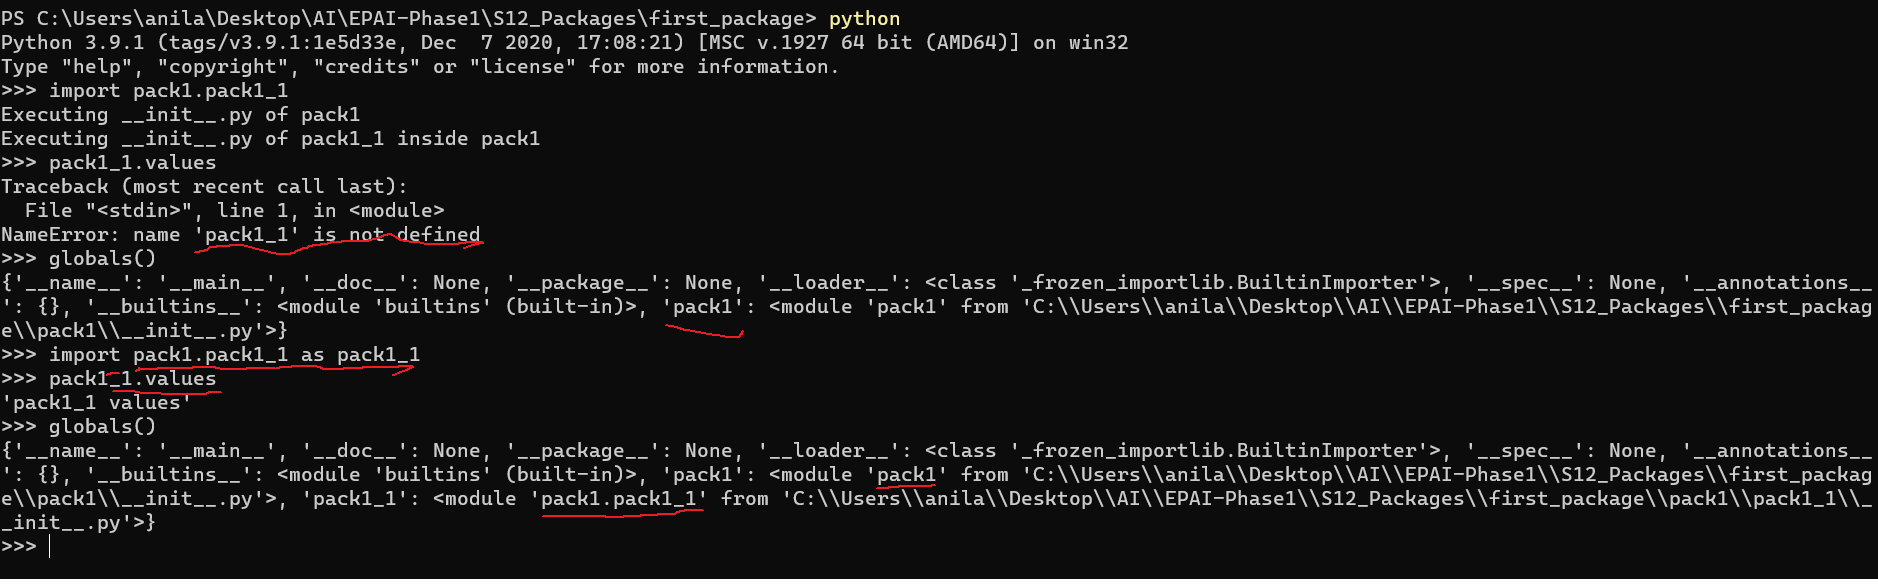 PS C:\Users\anila\Desktop\AI\EPAI-Phase1\S12_Packages\first_package> python
Python 3.9.1 (tags/v3.9.1:1e5d33e, Dec  7 2020, 17:08:21) [MSC v.1927 64 bit (AMD64)] on win32
Type "help", "copyright", "credits" or "license" for more information.
>>> import pack1.pack1_1
Executing __init__.py of pack1
Executing __init__.py of pack1_1 inside pack1
>>> pack1_1.values
Traceback (most recent call last):
  File "<stdin>", line 1, in <module>
NameError: name 'pack1_1' is not defined
>>> globals()
{'__name__': '__main__', '__doc__': None, '__package__': None, '__loader__': <class '_frozen_importlib.BuiltinImporter'>, '__spec__': None, '__annotations__
': {}, '__builtins__': <module 'builtins' (built-in)>, 'pack1': <module 'pack1' from 'C:\\Users\\anila\\Desktop\\AI\\EPAI-Phase1\\S12_Packages\\first_packag
e\\pack1\\__init__.py'>}
>>> import pack1.pack1_1 as pack1_1
>>> pack1_1.values
'pack1_1 values'
>>> globals()
{'__name__': '__main__', '__doc__': None, '__package__': None, '__loader__': <class '_frozen_importlib.BuiltinImporter'>, '__spec__': None, '__annotations__
': {}, '__builtins__': <module 'builtins' (built-in)>, 'pack1': <module 'pack1' from 'C:\\Users\\anila\\Desktop\\AI\\EPAI-Phase1\\S12_Packages\\first_packag
e\\pack1\\__init__.py'>, 'pack1_1': <module 'pack1.pack1_1' from 'C:\\Users\\anila\\Desktop\\AI\\EPAI-Phase1\\S12_Packages\\first_package\\pack1\\pack1_1\\_
_init__.py'>}
>>>